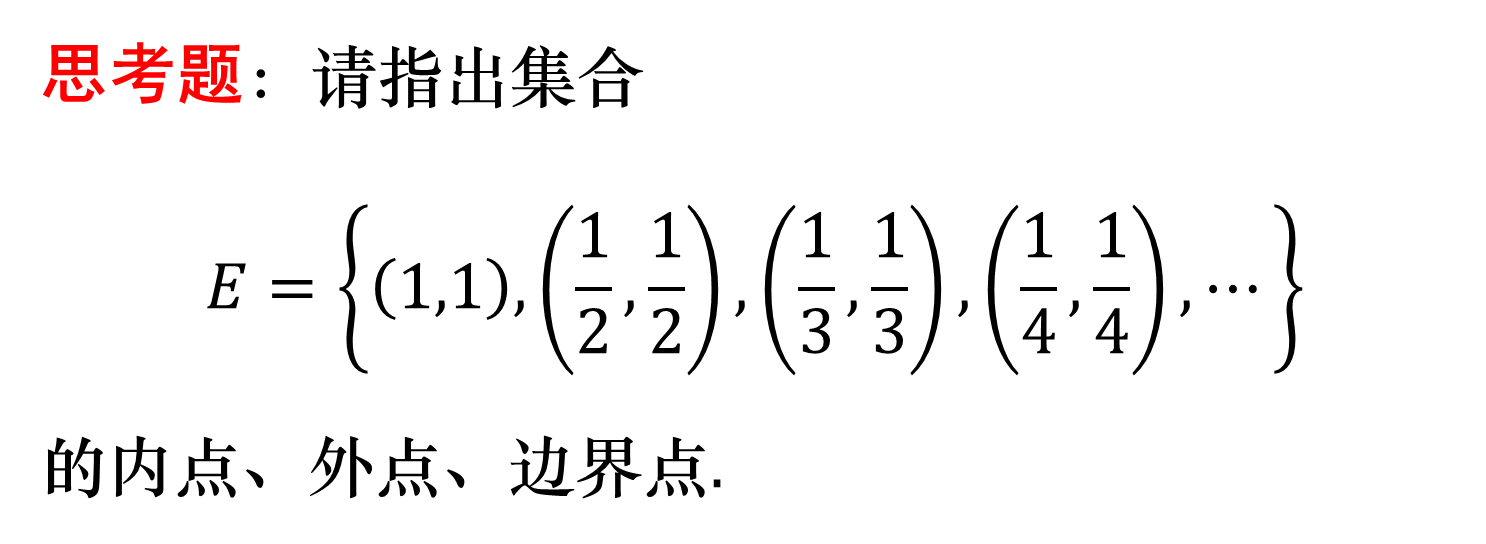 思考题：请指出集合
E = {(1,1), (1/2, 1/2), (1/3, 1/3), (1/4, 1/4), ⋯}
的内点、外点、边界点.